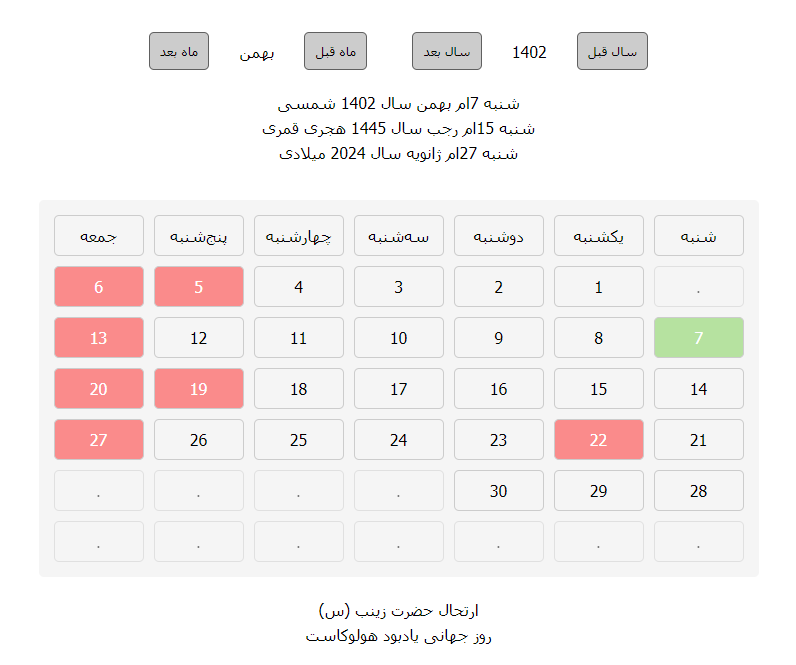 سال قبل 1402 سال بعد ماه قبل بهمن ماه بعد
شنبه 7ام بهمن سال 1402 شمسی
شنبه 15ام رجب سال 1445 هجری قمری
شنبه 27ام ژانویه سال 2024 میلادی
شنبه یکشنبه دوشنبه سه‌شنبه چهارشنبه پنج‌شنبه جمعه
. 1 2 3 4 5 6
7 8 9 10 11 12 13
14 15 16 17 18 19 20
21 22 23 24 25 26 27
28 29 30 . . . .
. . . . . . .
ارتحال حضرت زینب (س)
روز جهانی یادبود هولوکاست